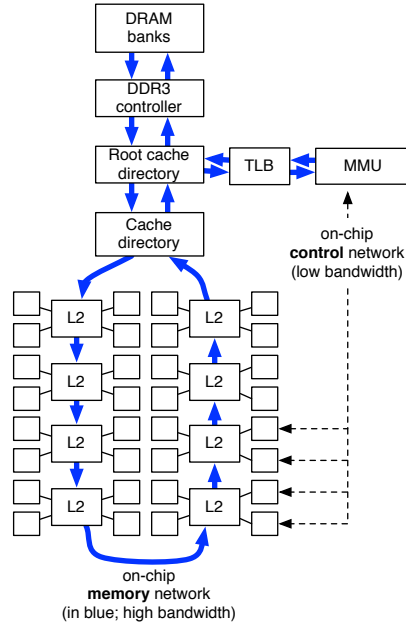 DRAM
banks
DDR3
controller
Root cache
directory
TLB
MMU
Cache
directory
on-chip
control network
(low bandwidth)
L2
L2
L2
L2
L2
L2
L2
L2
on-chip
memory network
(in blue; high bandwidth)